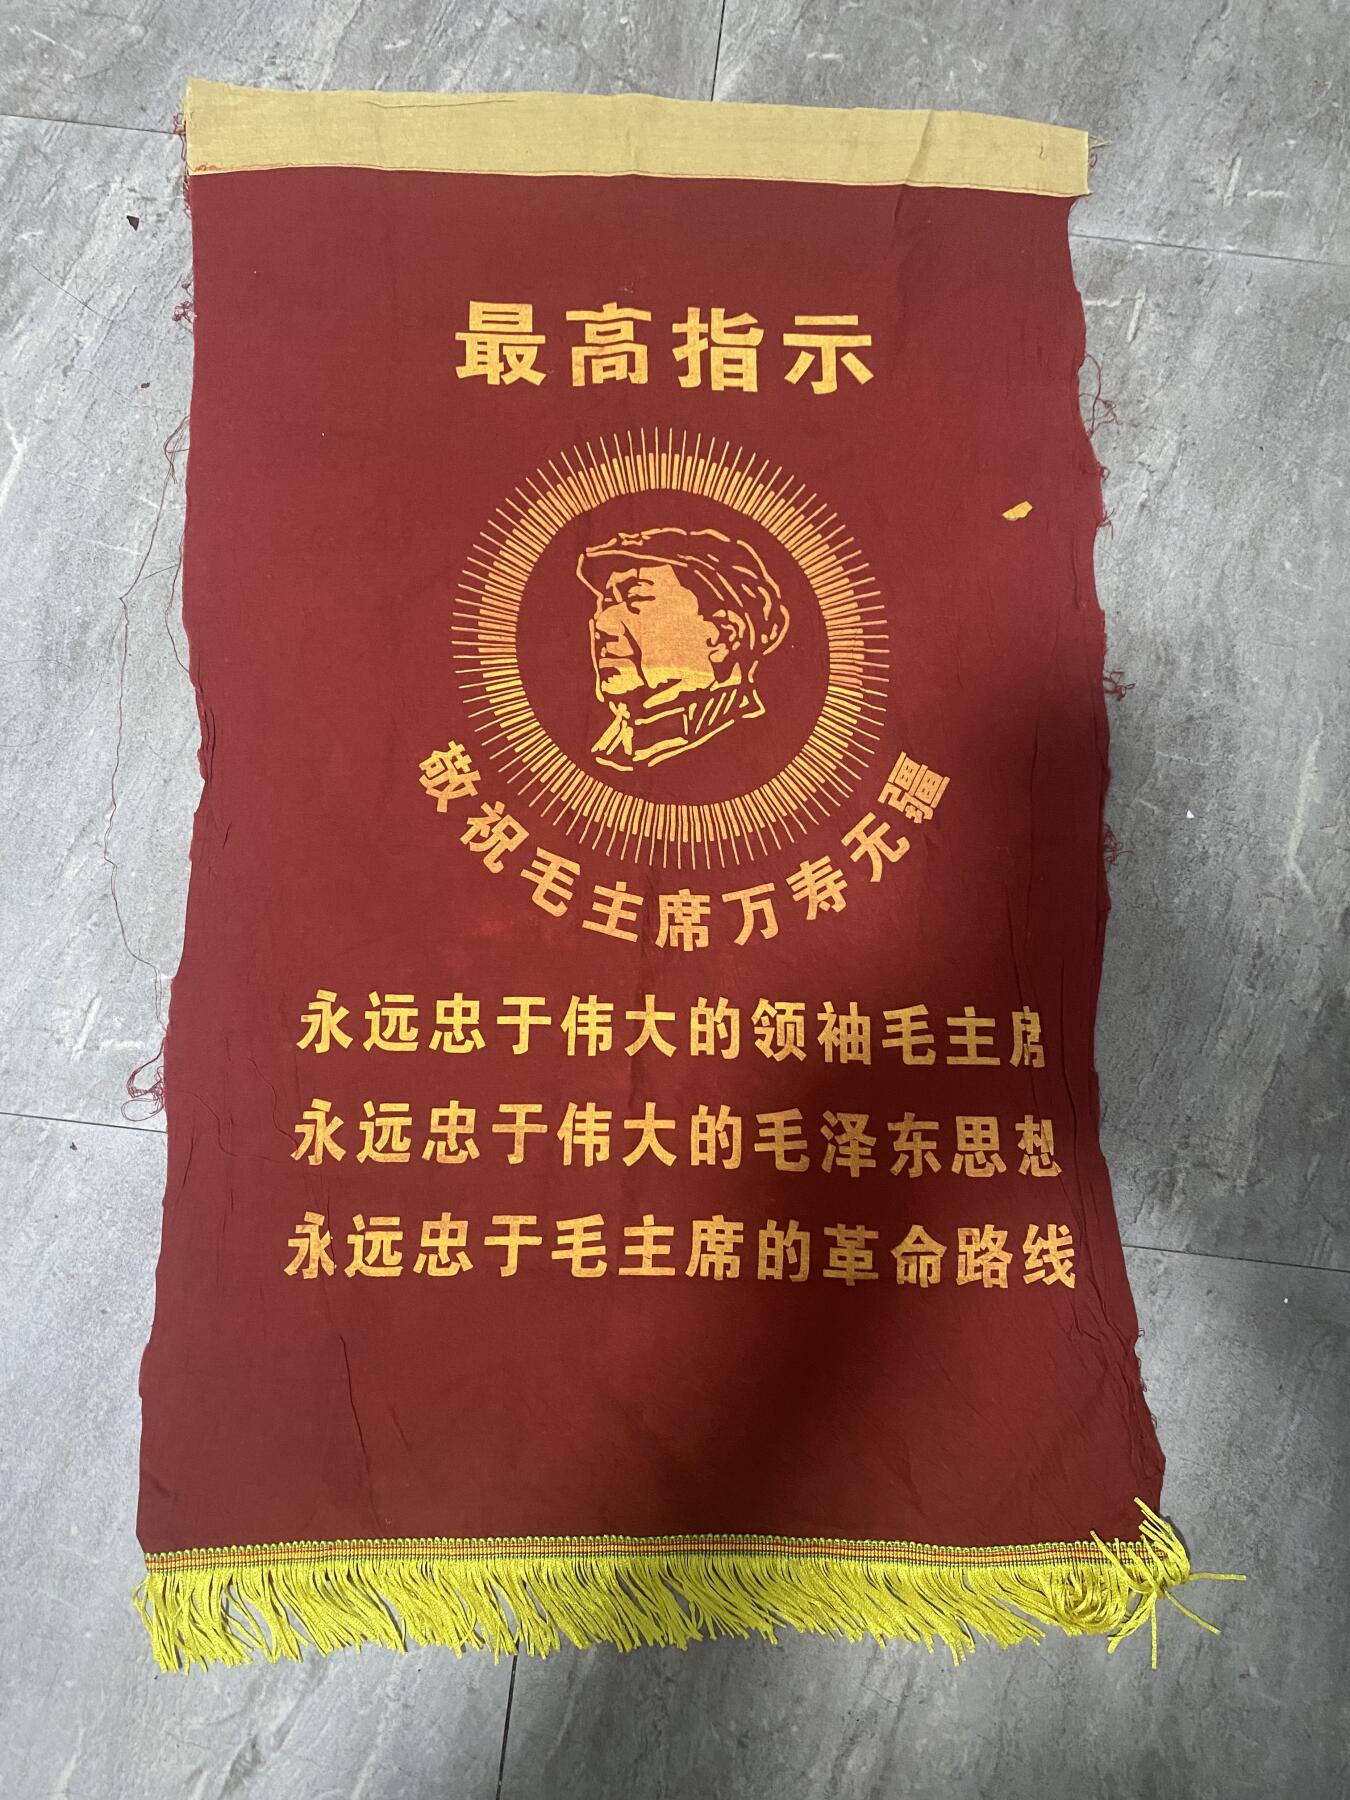 最高指示
敬祝毛主席万寿无疆
永远忠于伟大的领袖毛主席
永远忠于伟大的毛泽东思想
永远忠于毛主席的革命路线